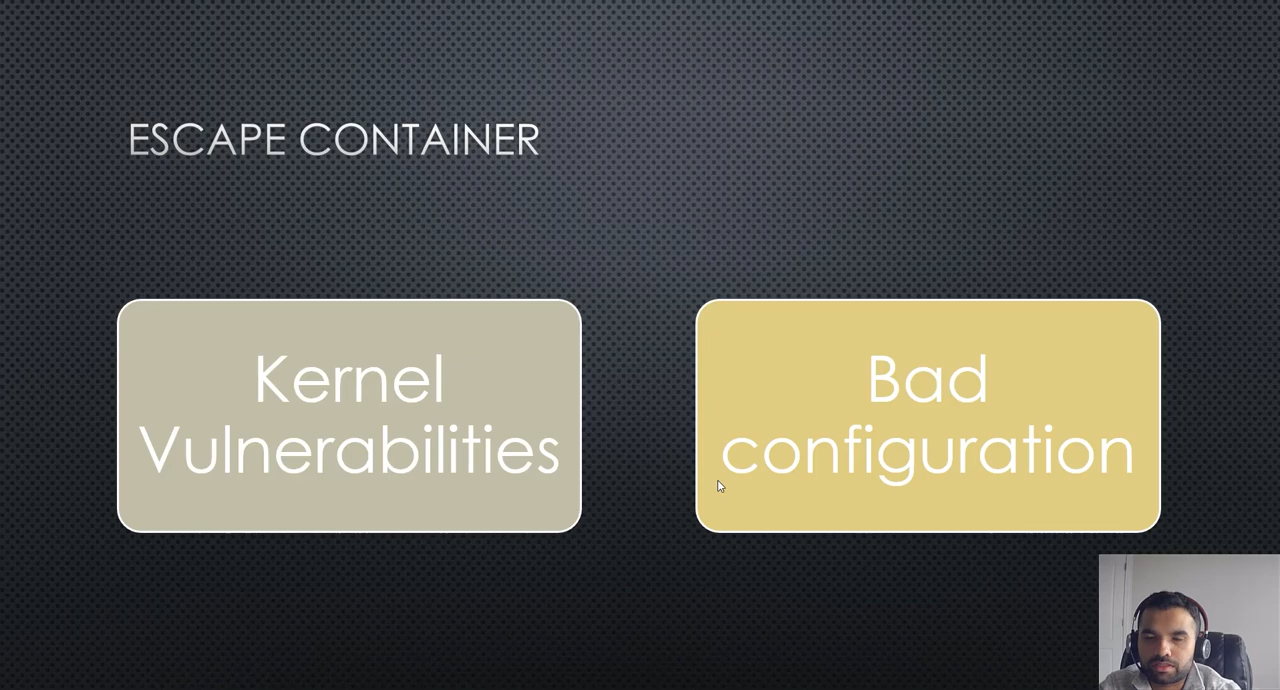 ESCAPE CONTAINER
Kernel
Vulnerabilities
Bad
configuration